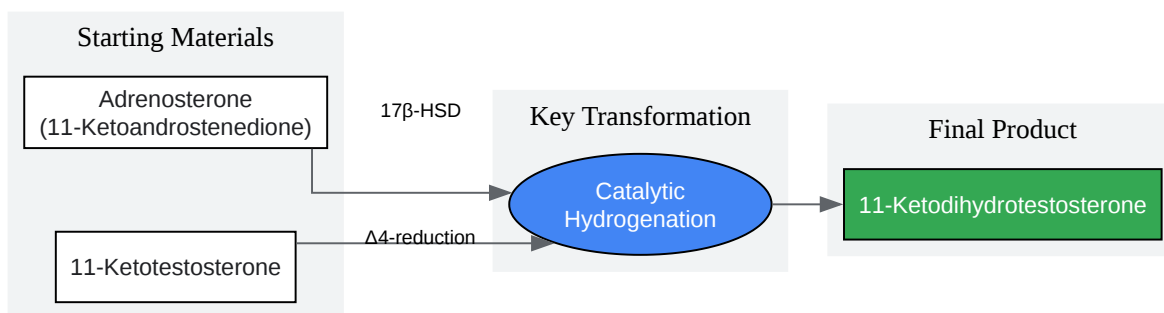 Starting Materials
Adrenosterone
(11-Ketoandrostenedione)
11-Ketotestosterone
17β-HSD
Δ4-reduction
Key Transformation
Catalytic
Hydrogenation
Final Product
11-Ketodihydrotestosterone